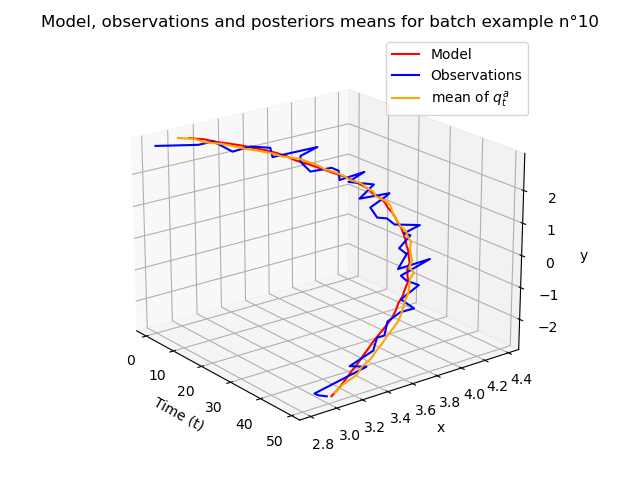 Model, observations and posteriors means for batch example n°10
Model
Observations
mean of $q_t^a$
2
1
0
−1
−2
y
0
10
20
30
40
50
Time (t)
2.8
3.0
3.2
3.4
3.6
3.8
4.0
4.2
4.4
x